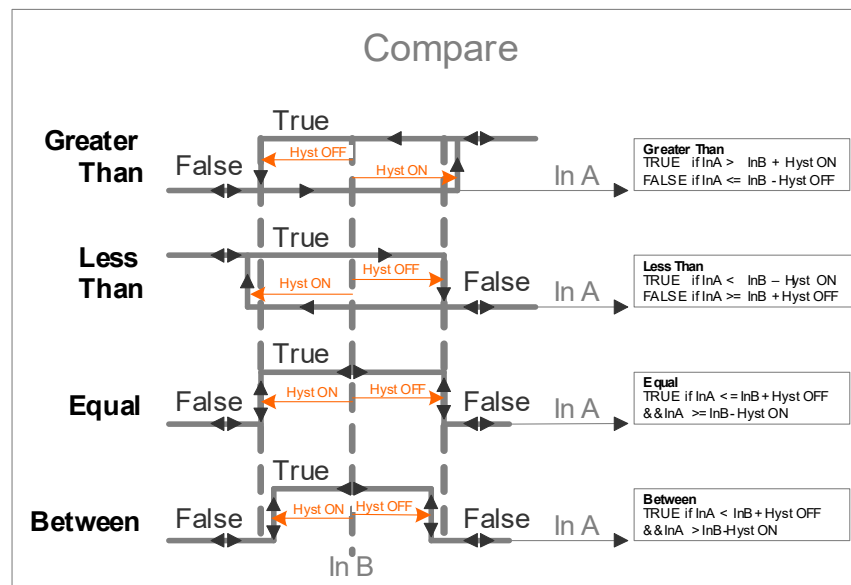 Compare
Greater
Than
True
False
Hyst OFF
Hyst ON
In A
Greater Than
TRUE if InA > InB + Hyst ON
FALSE if InA <= InB - Hyst OFF
Less
Than
True
Hyst ON
Hyst OFF
False
In A
Less Than
TRUE if InA < InB – Hyst ON
FALSE if InA >= InB + Hyst OFF
Equal
False
True
Hyst ON
Hyst OFF
False
In A
Equal
TRUE if InA <= InB + Hyst OFF
&& InA >= InB - Hyst ON
Between
False
True
Hyst ON
Hyst OFF
False
In A
Between
TRUE if InA < InB + Hyst OFF
&& InA > InB-Hyst ON
In B